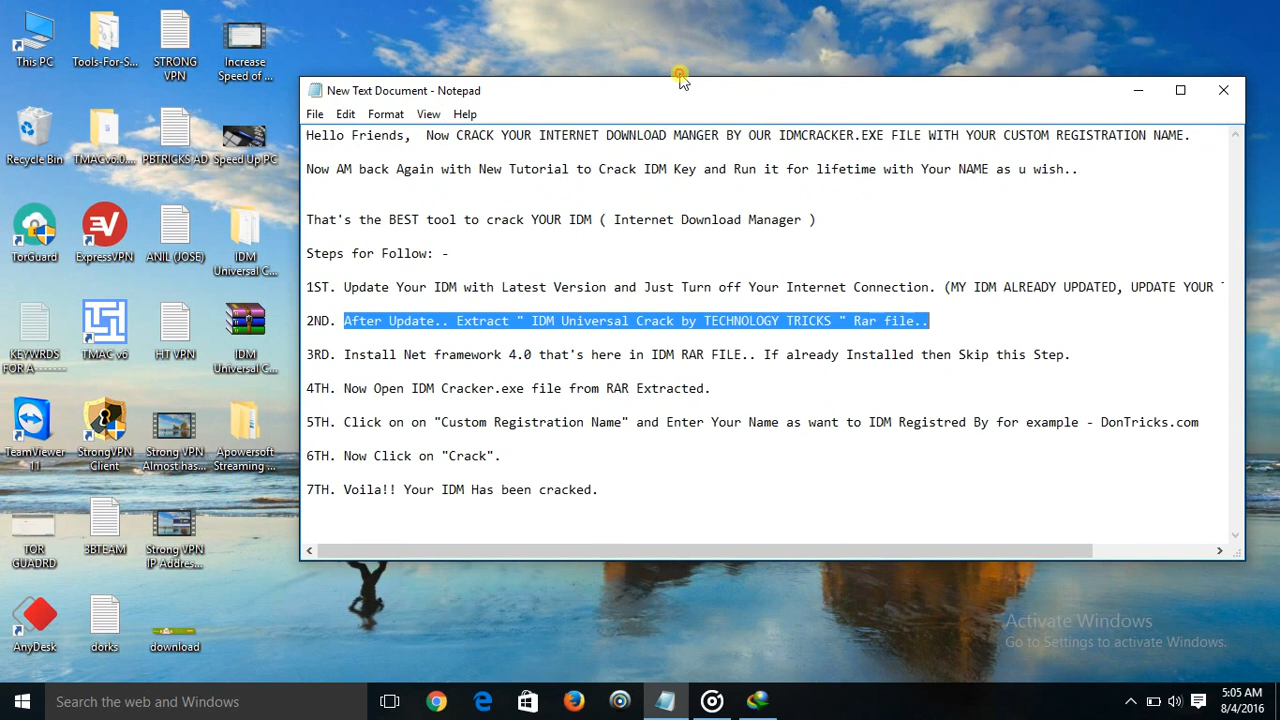 This PC
Tools-For-S...
STRONG VPN
Increase Speed of ...
Recycle Bin
TMACv6.0....
PBTRICKS AD
Speed Up PC
TorGuard
ExpressVPN
ANIL (JOSE)
IDM Universal C...
KEYWRDS FOR A-------
TMAC v6
HT VPN
IDM Universal C...
TeamViewer 11
StrongVPN Client
Strong VPN Almost has...
Apowersoft Streaming ...
TOR GUADRD
3BTEAM
Strong VPN IP Addres...
AnyDesk
dorks
download
New Text Document - Notepad
File Edit Format View Help
Hello Friends,  Now CRACK YOUR INTERNET DOWNLOAD MANGER BY OUR IDMCRACKER.EXE FILE WITH YOUR CUSTOM REGISTRATION NAME.
Now AM back Again with New Tutorial to Crack IDM Key and Run it for lifetime with Your NAME as u wish..
That's the BEST tool to crack YOUR IDM ( Internet Download Manager )
Steps for Follow: -
1ST. Update Your IDM with Latest Version and Just Turn off Your Internet Connection. (MY IDM ALREADY UPDATED, UPDATE YOUR
2ND. After Update.. Extract " IDM Universal Crack by TECHNOLOGY TRICKS " Rar file..
3RD. Install Net framework 4.0 that's here in IDM RAR FILE.. If already Installed then Skip this Step.
4TH. Now Open IDM Cracker.exe file from RAR Extracted.
5TH. Click on on "Custom Registration Name" and Enter Your Name as want to IDM Registred By for example - DonTricks.com
6TH. Now Click on "Crack".
7TH. Voila!! Your IDM Has been cracked.
Activate Windows
Go to Settings to activate Windows.
Search the web and Windows
5:05 AM
8/4/2016